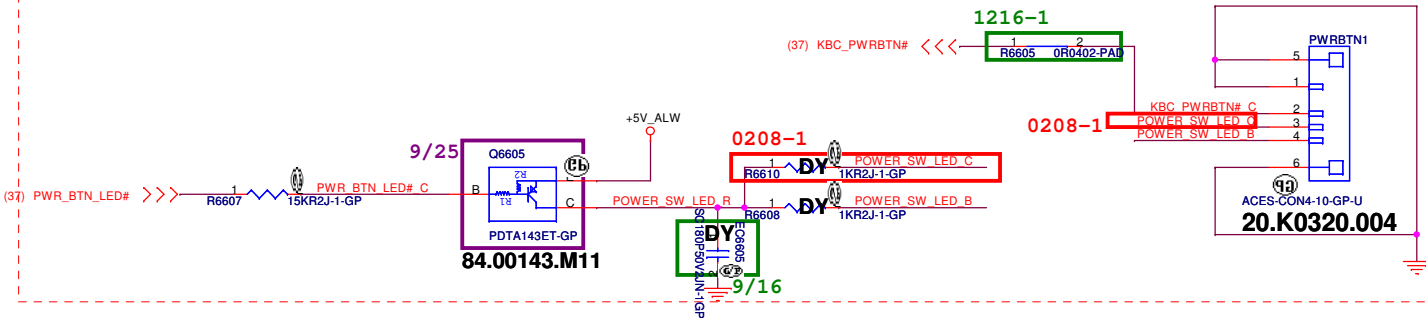 1216-1
(37) KBC_PWRBTN#
1
2
R6605
0R0402-PAD
PWRBTN1
5
1
KBC_PWRBTN#_C
2
0208-1
POWER_SW_LED_C
3
POWER_SW_LED_B
4
6
ACES-CON4-10-GP-U
20.K0320.004
+5V_ALW
9/25
Q6605
R2
R1
E
B
C
PDTA143ET-GP
84.00143.M11
(37) PWR_BTN_LED#
1
PWR_BTN_LED#_C
R6607
15KR2J-1-GP
0208-1
1
DY
POWER_SW_LED_C
R6610
1KR2J-1-GP
POWER_SW_LED_R
1
DY
POWER_SW_LED_B
R6608
1KR2J-1-GP
DY
EC6605
SC180P50V2JN-1GP
2
9/16